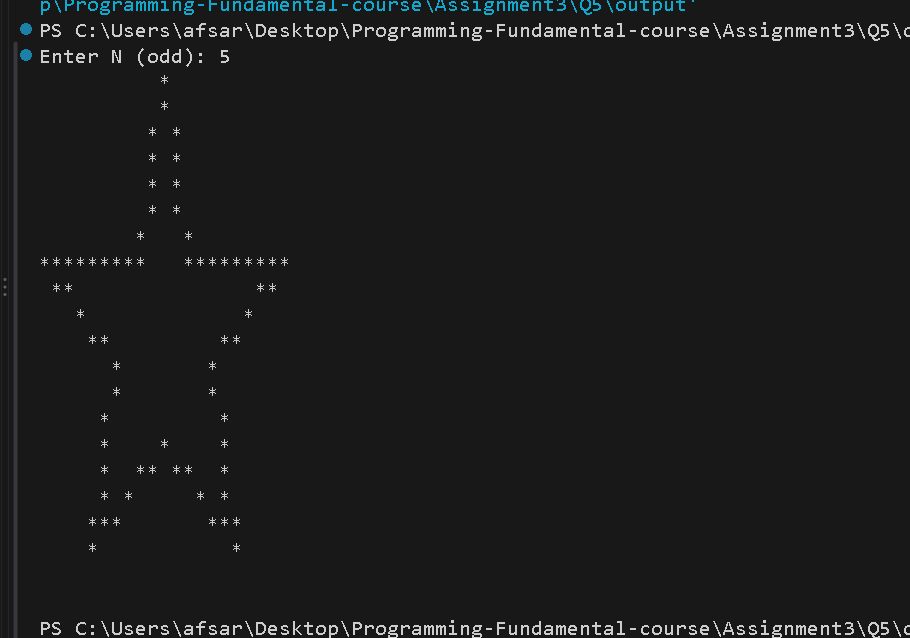 p\Programming-Fundamental-course\Assignment3\Q5\output'
PS C:\Users\afsar\Desktop\Programming-Fundamental-course\Assignment3\Q5\o
Enter N (odd): 5
          *
          *
         * *
         * *
         * *
         * *
        *   *
*********   *********
 **               **
   *             *
    **         **
      *       *
      *       *
     *         *
     *    *    *
     *  ** **  *
     * *     * *
    ***       ***
    *           *
PS C:\Users\afsar\Desktop\Programming-Fundamental-course\Assignment3\Q5\o